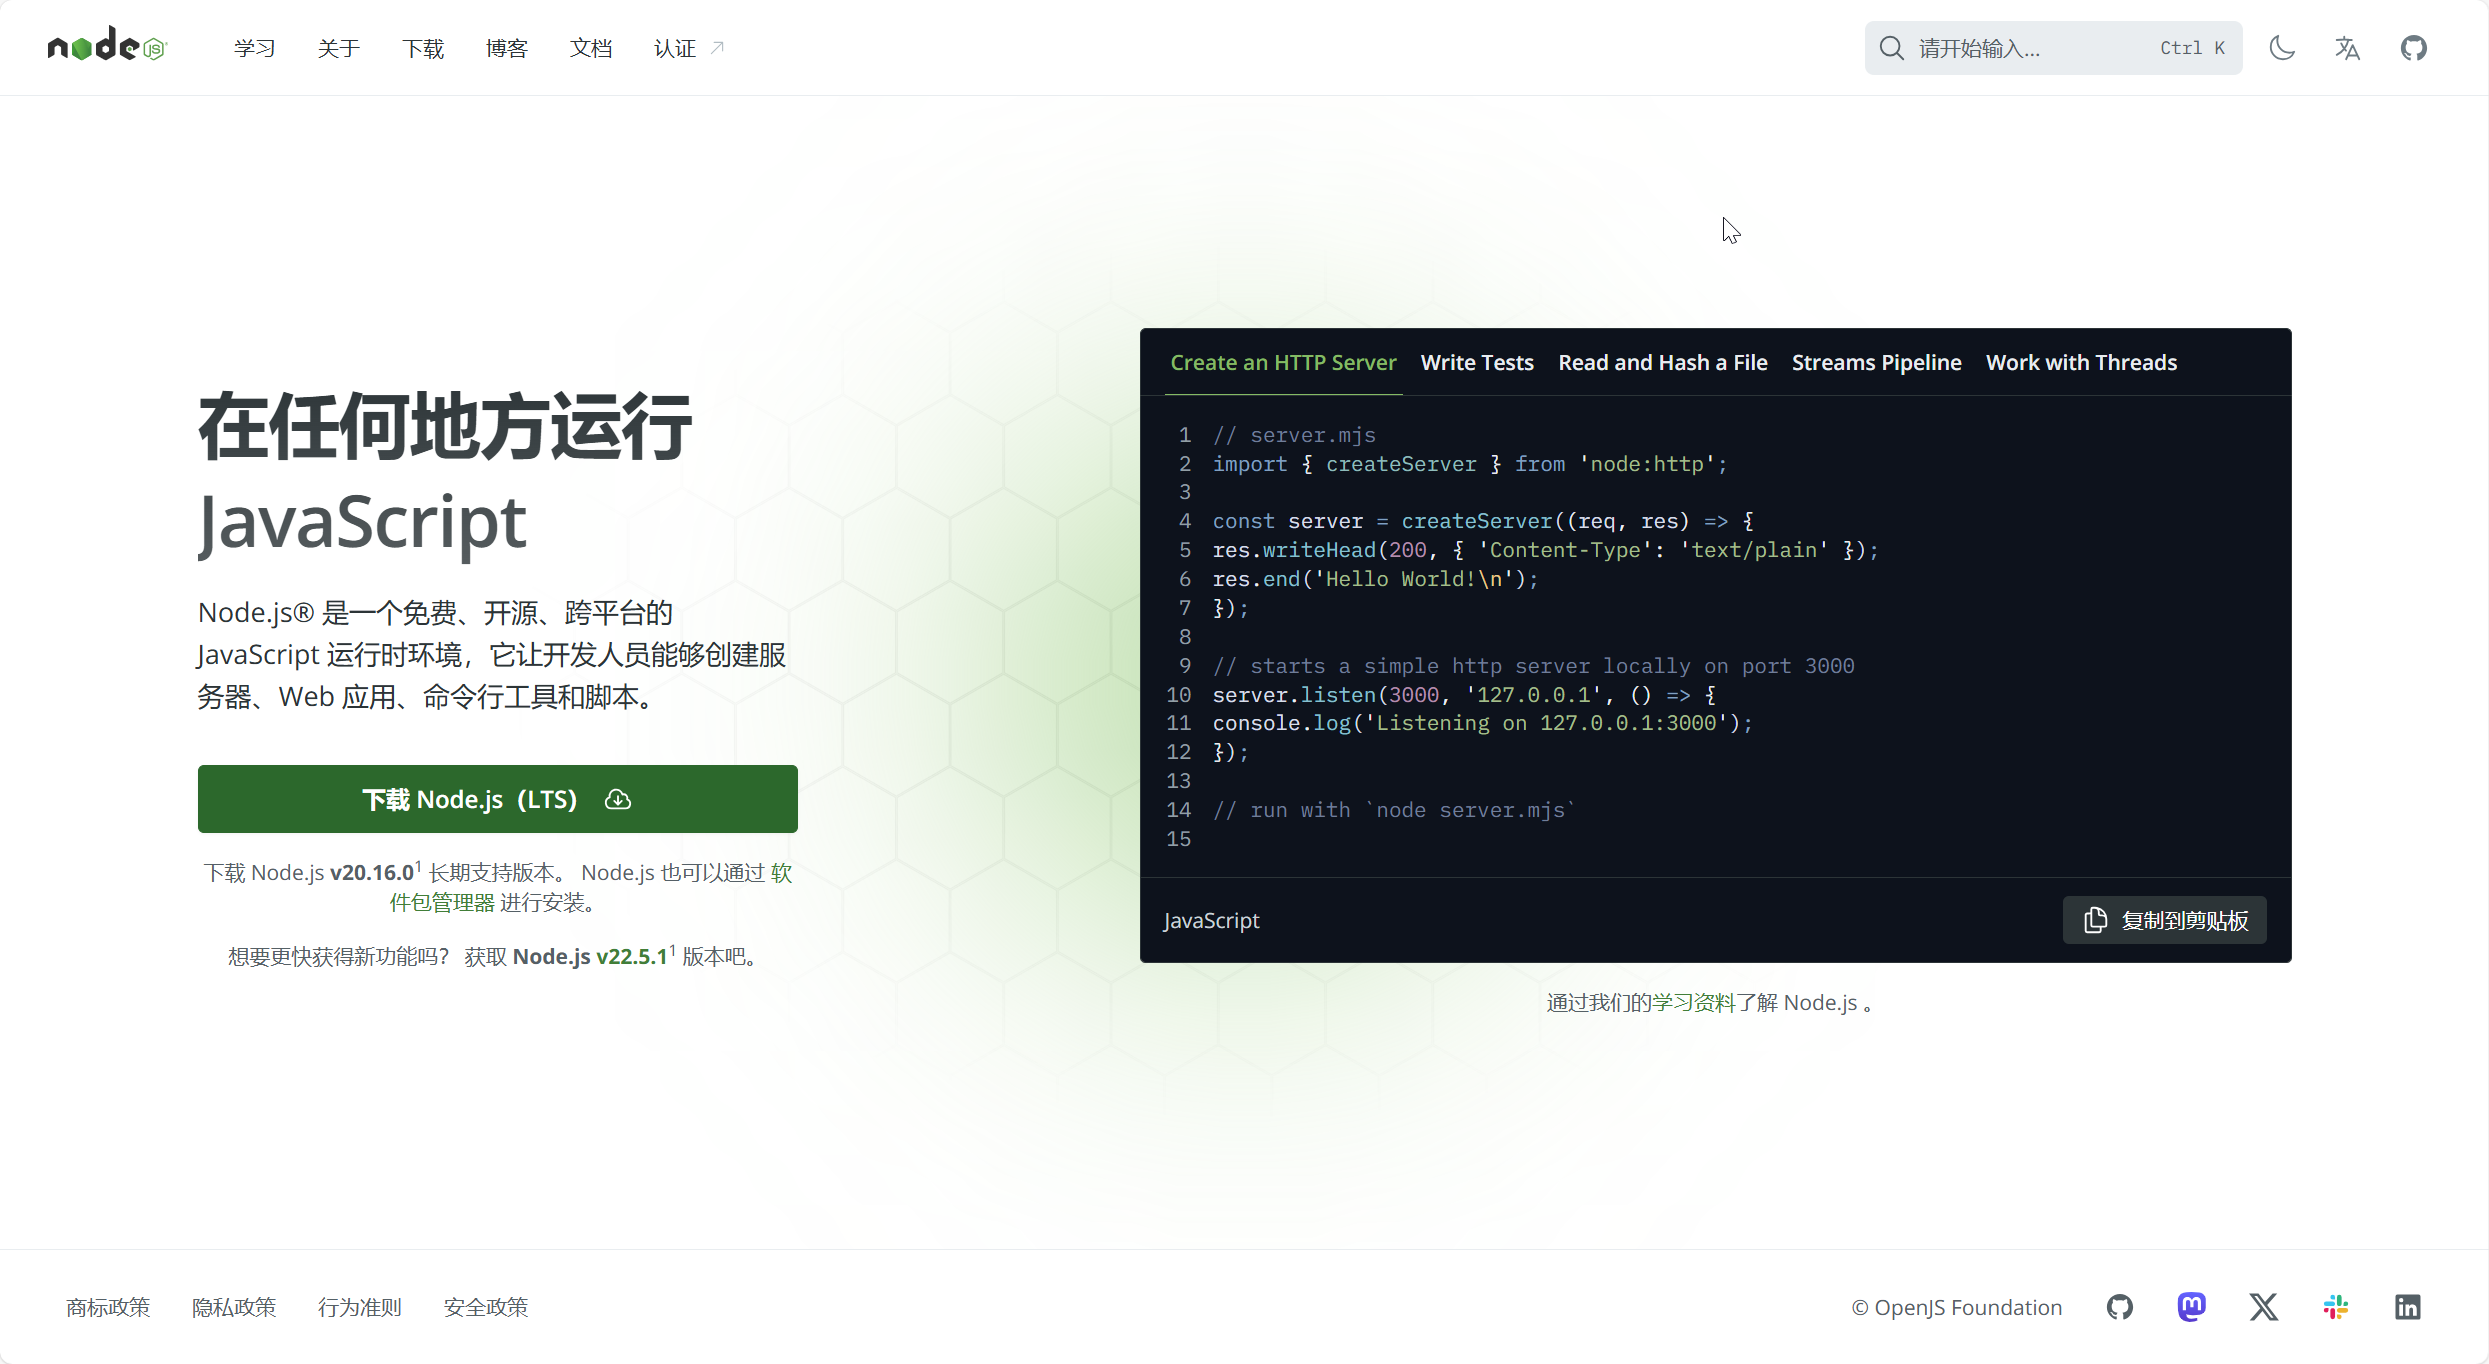 node JS
学习 关于 下载 博客 文档 认证
请开始输入... Ctrl K
在任何地方运行
JavaScript
Node.js® 是一个免费、开源、跨平台的
JavaScript 运行时环境，它让开发人员能够创建服
务器、Web 应用、命令行工具和脚本。
下载 Node.js（LTS）
下载 Node.js v20.16.0¹ 长期支持版本。 Node.js 也可以通过 软
件包管理器 进行安装。
想要更快获得新功能吗？ 获取 Node.js v22.5.1¹ 版本吧。
Create an HTTP Server Write Tests Read and Hash a File Streams Pipeline Work with Threads
1 // server.mjs
2 import { createServer } from 'node:http';
3
4 const server = createServer((req, res) => {
5 res.writeHead(200, { 'Content-Type': 'text/plain' });
6 res.end('Hello World!\n');
7 });
8
9 // starts a simple http server locally on port 3000
10 server.listen(3000, '127.0.0.1', () => {
11 console.log('Listening on 127.0.0.1:3000');
12 });
13
14 // run with `node server.mjs`
15
JavaScript 复制到剪贴板
通过我们的学习资料了解 Node.js 。
商标政策 隐私政策 行为准则 安全政策
© OpenJS Foundation